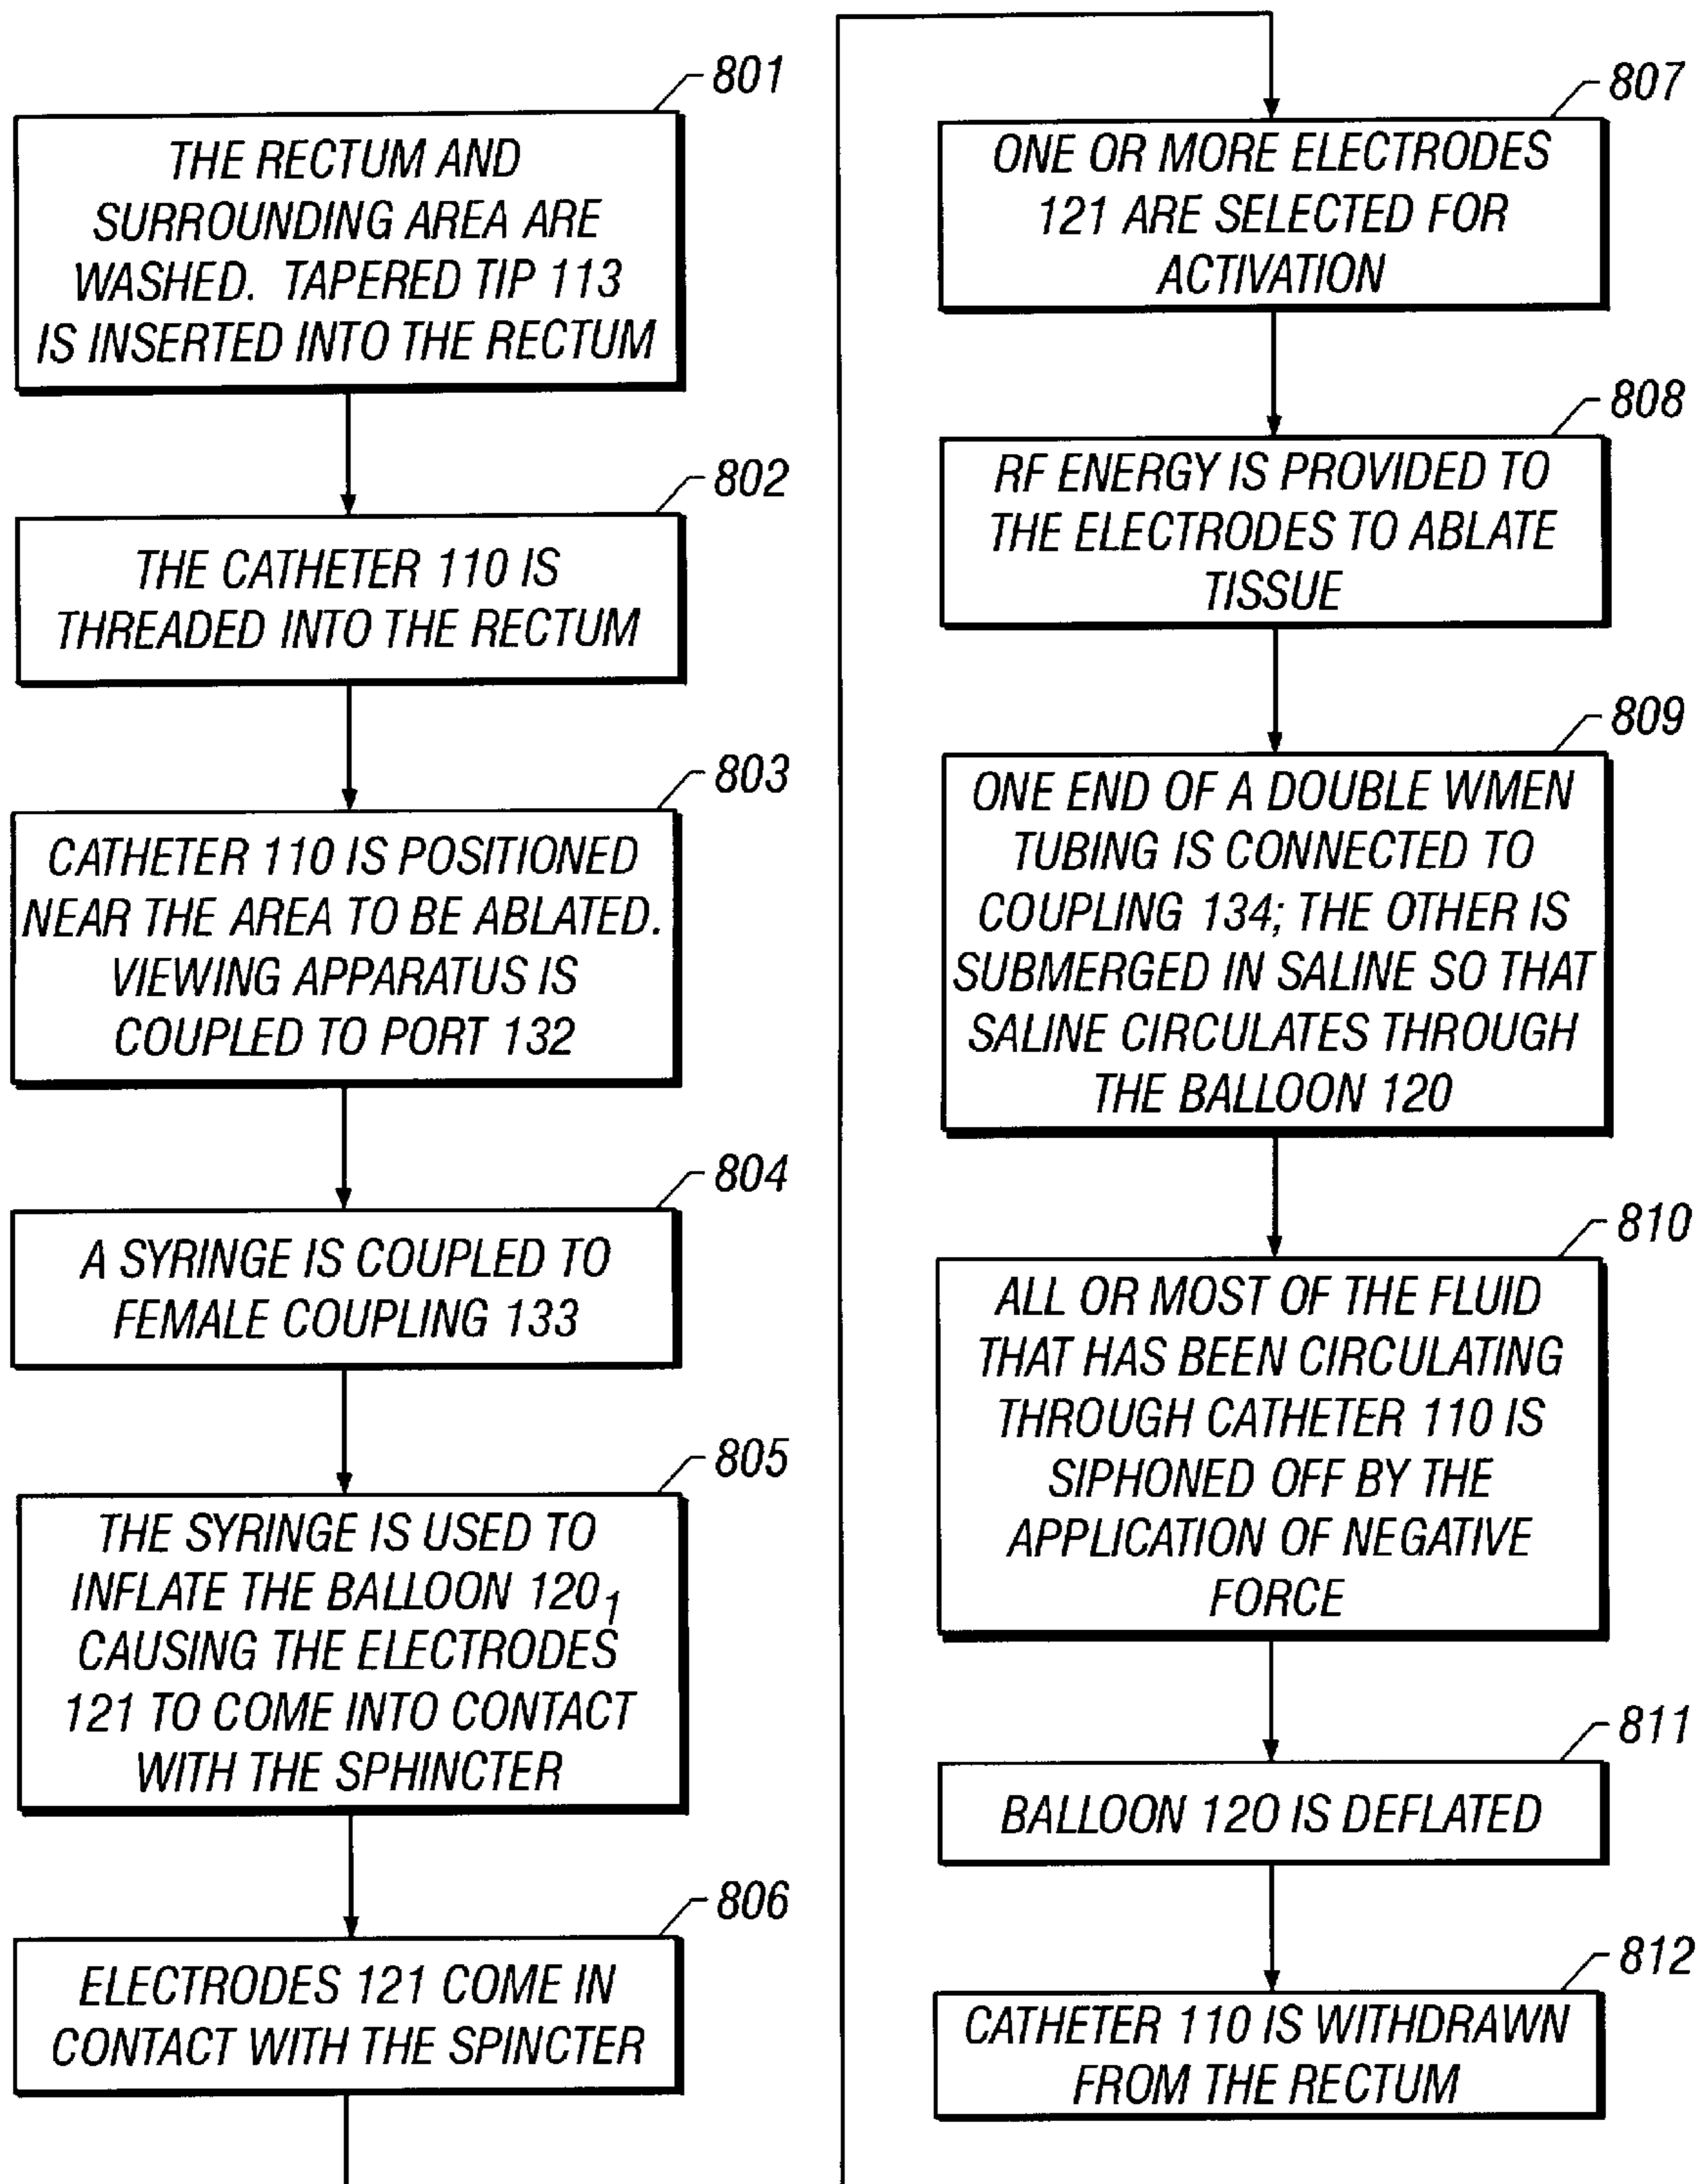 801
THE RECTUM AND
SURROUNDING AREA ARE
WASHED. TAPERED TIP 113
IS INSERTED INTO THE RECTUM
802
THE CATHETER 110 IS
THREADED INTO THE RECTUM
803
CATHETER 110 IS POSITIONED
NEAR THE AREA TO BE ABLATED.
VIEWING APPARATUS IS
COUPLED TO PORT 132
804
A SYRINGE IS COUPLED TO
FEMALE COUPLING 133
805
THE SYRINGE IS USED TO
INFLATE THE BALLOON 120₁
CAUSING THE ELECTRODES
121 TO COME INTO CONTACT
WITH THE SPHINCTER
806
ELECTRODES 121 COME IN
CONTACT WITH THE SPINCTER
807
ONE OR MORE ELECTRODES
121 ARE SELECTED FOR
ACTIVATION
808
RF ENERGY IS PROVIDED TO
THE ELECTRODES TO ABLATE
TISSUE
809
ONE END OF A DOUBLE WMEN
TUBING IS CONNECTED TO
COUPLING 134; THE OTHER IS
SUBMERGED IN SALINE SO THAT
SALINE CIRCULATES THROUGH
THE BALLOON 120
810
ALL OR MOST OF THE FLUID
THAT HAS BEEN CIRCULATING
THROUGH CATHETER 110 IS
SIPHONED OFF BY THE
APPLICATION OF NEGATIVE
FORCE
811
BALLOON 12O IS DEFLATED
812
CATHETER 110 IS WITHDRAWN
FROM THE RECTUM